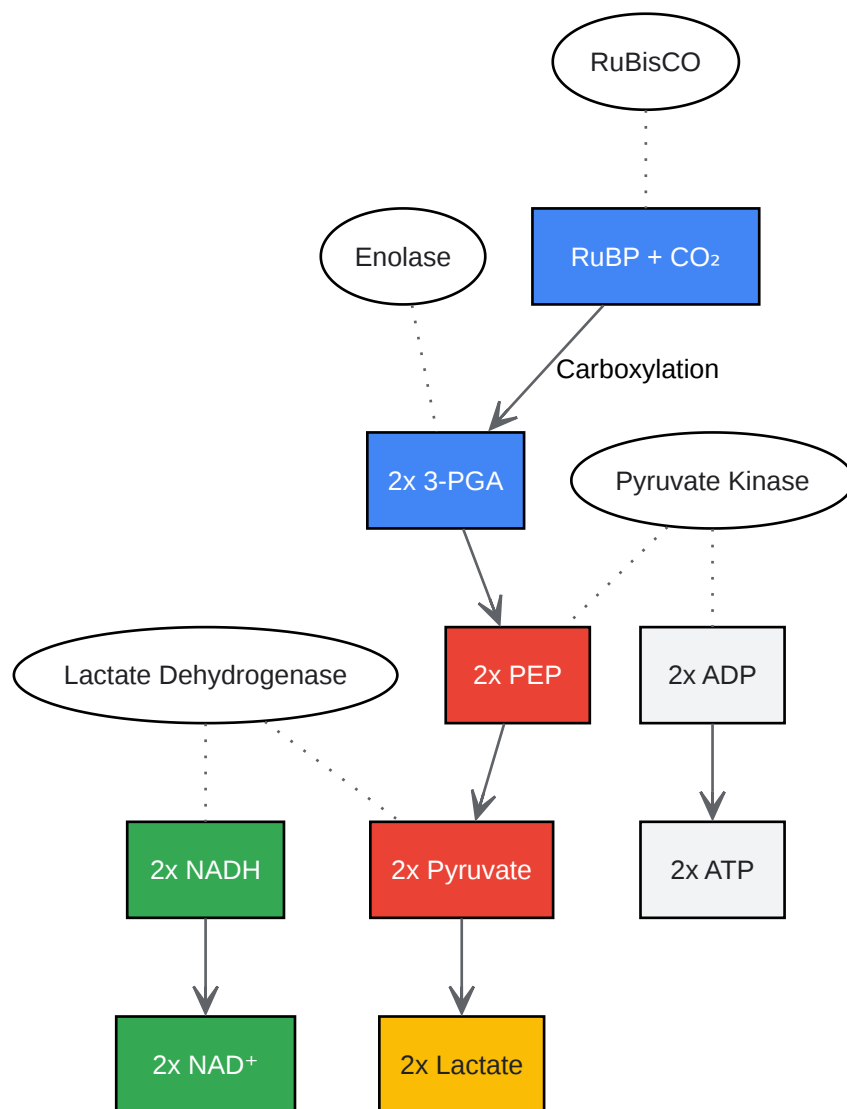 RuBisCO
Enolase
RuBP + CO₂
Carboxylation
2x 3-PGA
Pyruvate Kinase
Lactate Dehydrogenase
2x PEP
2x ADP
2x NADH
2x Pyruvate
2x ATP
2x NAD⁺
2x Lactate